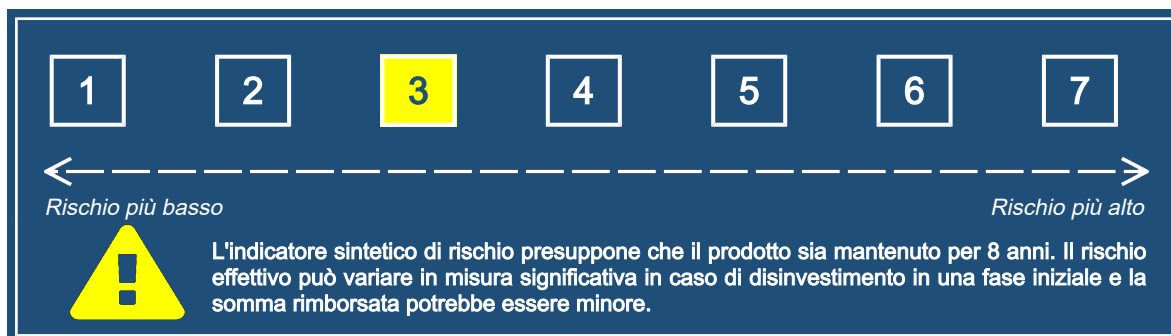 1 2 3 4 5 6 7
Rischio più basso Rischio più alto
L'indicatore sintetico di rischio presuppone che il prodotto sia mantenuto per 8 anni. Il rischio
effettivo può variare in misura significativa in caso di disinvestimento in una fase iniziale e la
somma rimborsata potrebbe essere minore.